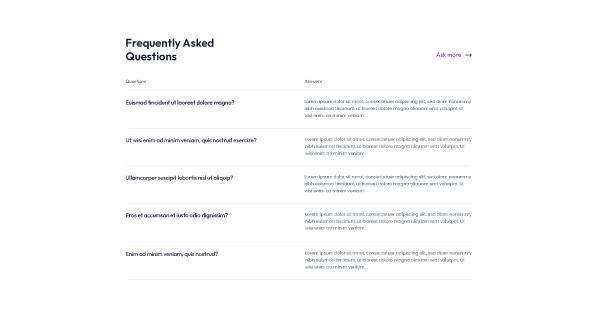 Frequently Asked
Questions
Ask more →
Questions
Answers
Euismod tincidunt ut laoreet dolore magna?
Lorem ipsum dolor sit amet, consectetuer adipiscing elit, sed diam nonummy
nibh euismod tincidunt, ut laoreet dolore magna aliquam erat volutpat. Ut
wisi enim ad minim veniam.
Ut wisi enim ad minim veniam, quis nostrud exercize?
Lorem ipsum dolor sit amet, consectetuer adipiscing elit, sed diam nonummy
nibh euismod tincidunt, ut laoreet dolore magna aliquam erat volutpat. Ut
wisi enim ad minim veniam.
Ullamcorper suscipit lobortis nisl ut aliquip?
Lorem ipsum dolor sit amet, consectetuer adipiscing elit, sed diam nonummy
nibh euismod tincidunt, ut laoreet dolore magna aliquam erat volutpat. Ut
wisi enim ad minim veniam.
Eros et accumsan et iusto odio dignissim?
Lorem ipsum dolor sit amet, consectetuer adipiscing elit, sed diam nonummy
nibh euismod tincidunt, ut laoreet dolore magna aliquam erat volutpat. Ut
wisi enim ad minim veniam.
Enim ad minim veniam, quis nostrud?
Lorem ipsum dolor sit amet, consectetuer adipiscing elit, sed diam nonummy
nibh euismod tincidunt, ut laoreet dolore magna aliquam erat volutpat. Ut
wisi enim ad minim veniam.